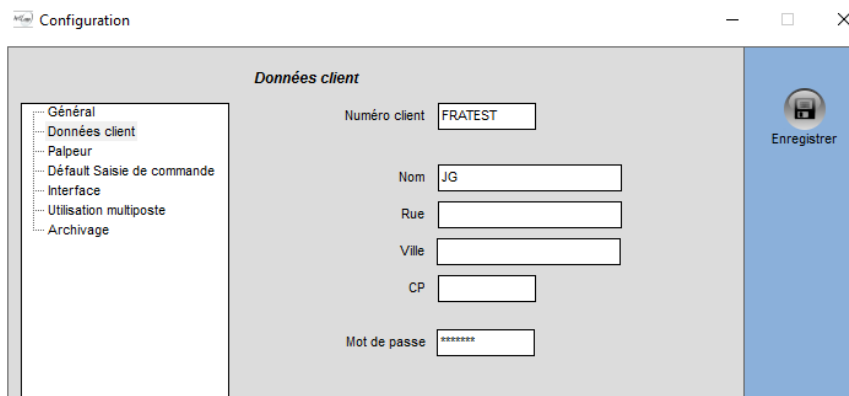 Configuration
Données client
Général
Données client
Palpeur
Défault Saisie de commande
Interface
Utilisation multiposte
Archivage
Numéro client FRATEST
Nom JG
Rue
Ville
CP
Mot de passe *******
Enregistrer